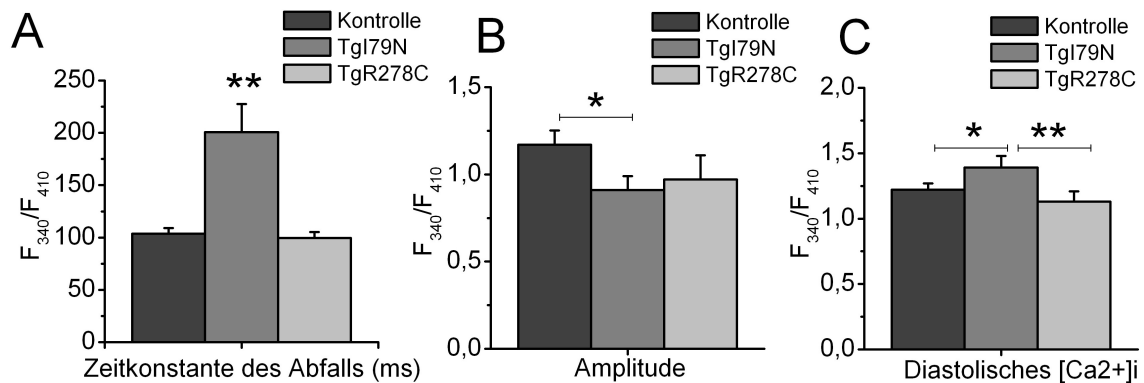 A
Kontrolle
TgI79N
TgR278C
**
250
200
150
100
50
0
F340/F410
Zeitkonstante des Abfalls (ms)
B
Kontrolle
TgI79N
TgR278C
*
1,5
1,0
0,5
0,0
F340/F410
Amplitude
C
Kontrolle
TgI79N
TgR278C
*
**
2,0
1,5
1,0
0,5
0,0
F340/F410
Diastolisches [Ca2+]i